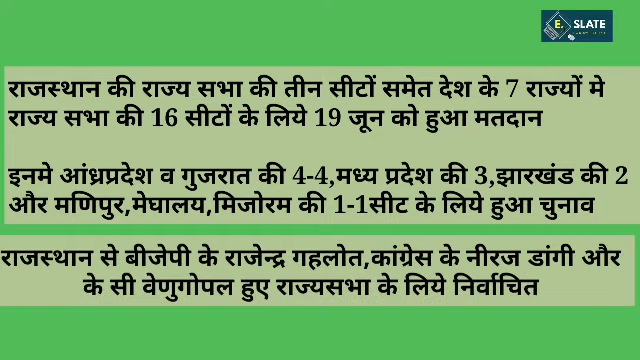 E. SLATE
राजस्थान की राज्य सभा की तीन सीटों समेत देश के 7 राज्यों मे
राज्य सभा की 16 सीटों के लिये 19 जून को हुआ मतदान
इनमे आंध्रप्रदेश व गुजरात की 4-4,मध्य प्रदेश की 3,झारखंड की 2
और मणिपुर,मेघालय,मिजोरम की 1-1सीट के लिये हुआ चुनाव
राजस्थान से बीजेपी के राजेन्द्र गहलोत,कांग्रेस के नीरज डांगी और
के सी वेणुगोपल हुए राज्यसभा के लिये निर्वाचित